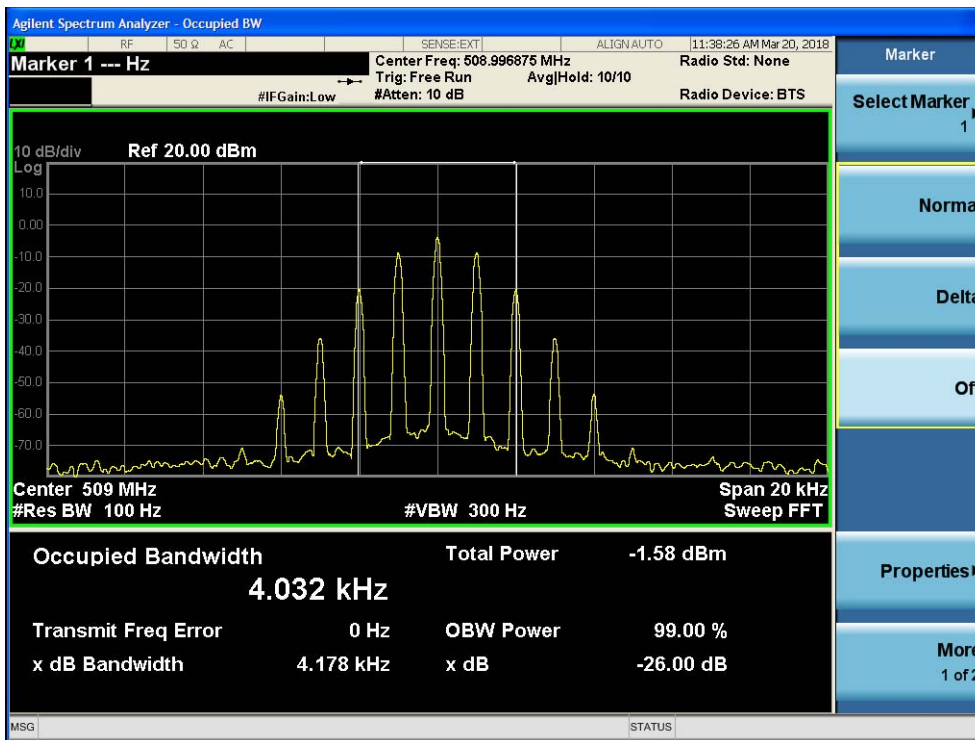 Agilent Spectrum Analyzer - Occupied BW
LXI RF 50 Ω AC SENSE:EXT ALIGN AUTO 11:38:26 AM Mar 20, 2018
Marker 1 --- Hz
Center Freq: 508.996875 MHz
Radio Std: None
Trig: Free Run Avg|Hold: 10/10
#IFGain:Low
#Atten: 10 dB
Radio Device: BTS
10 dB/div Ref 20.00 dBm
Log
10.0
0.00
-10.0
-20.0
-30.0
-40.0
-50.0
-60.0
-70.0
Center 509 MHz
Span 20 kHz
#Res BW 100 Hz
#VBW 300 Hz
Sweep FFT
Occupied Bandwidth
Total Power -1.58 dBm
4.032 kHz
Transmit Freq Error 0 Hz
OBW Power 99.00 %
x dB Bandwidth 4.178 kHz
x dB -26.00 dB
MSG
STATUS
Marker
Select Marker
1
Norma
Delta
Of
Properties
More
1 of 2